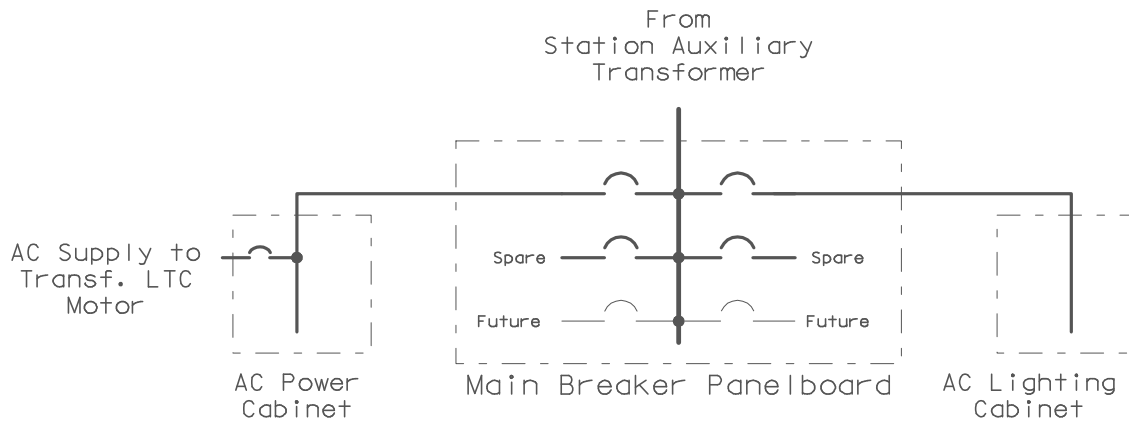 From
Station Auxiliary
Transformer
AC Supply to
Transf. LTC
Motor
Spare
Spare
Future
Future
AC Power
Cabinet
Main Breaker Panelboard
AC Lighting
Cabinet